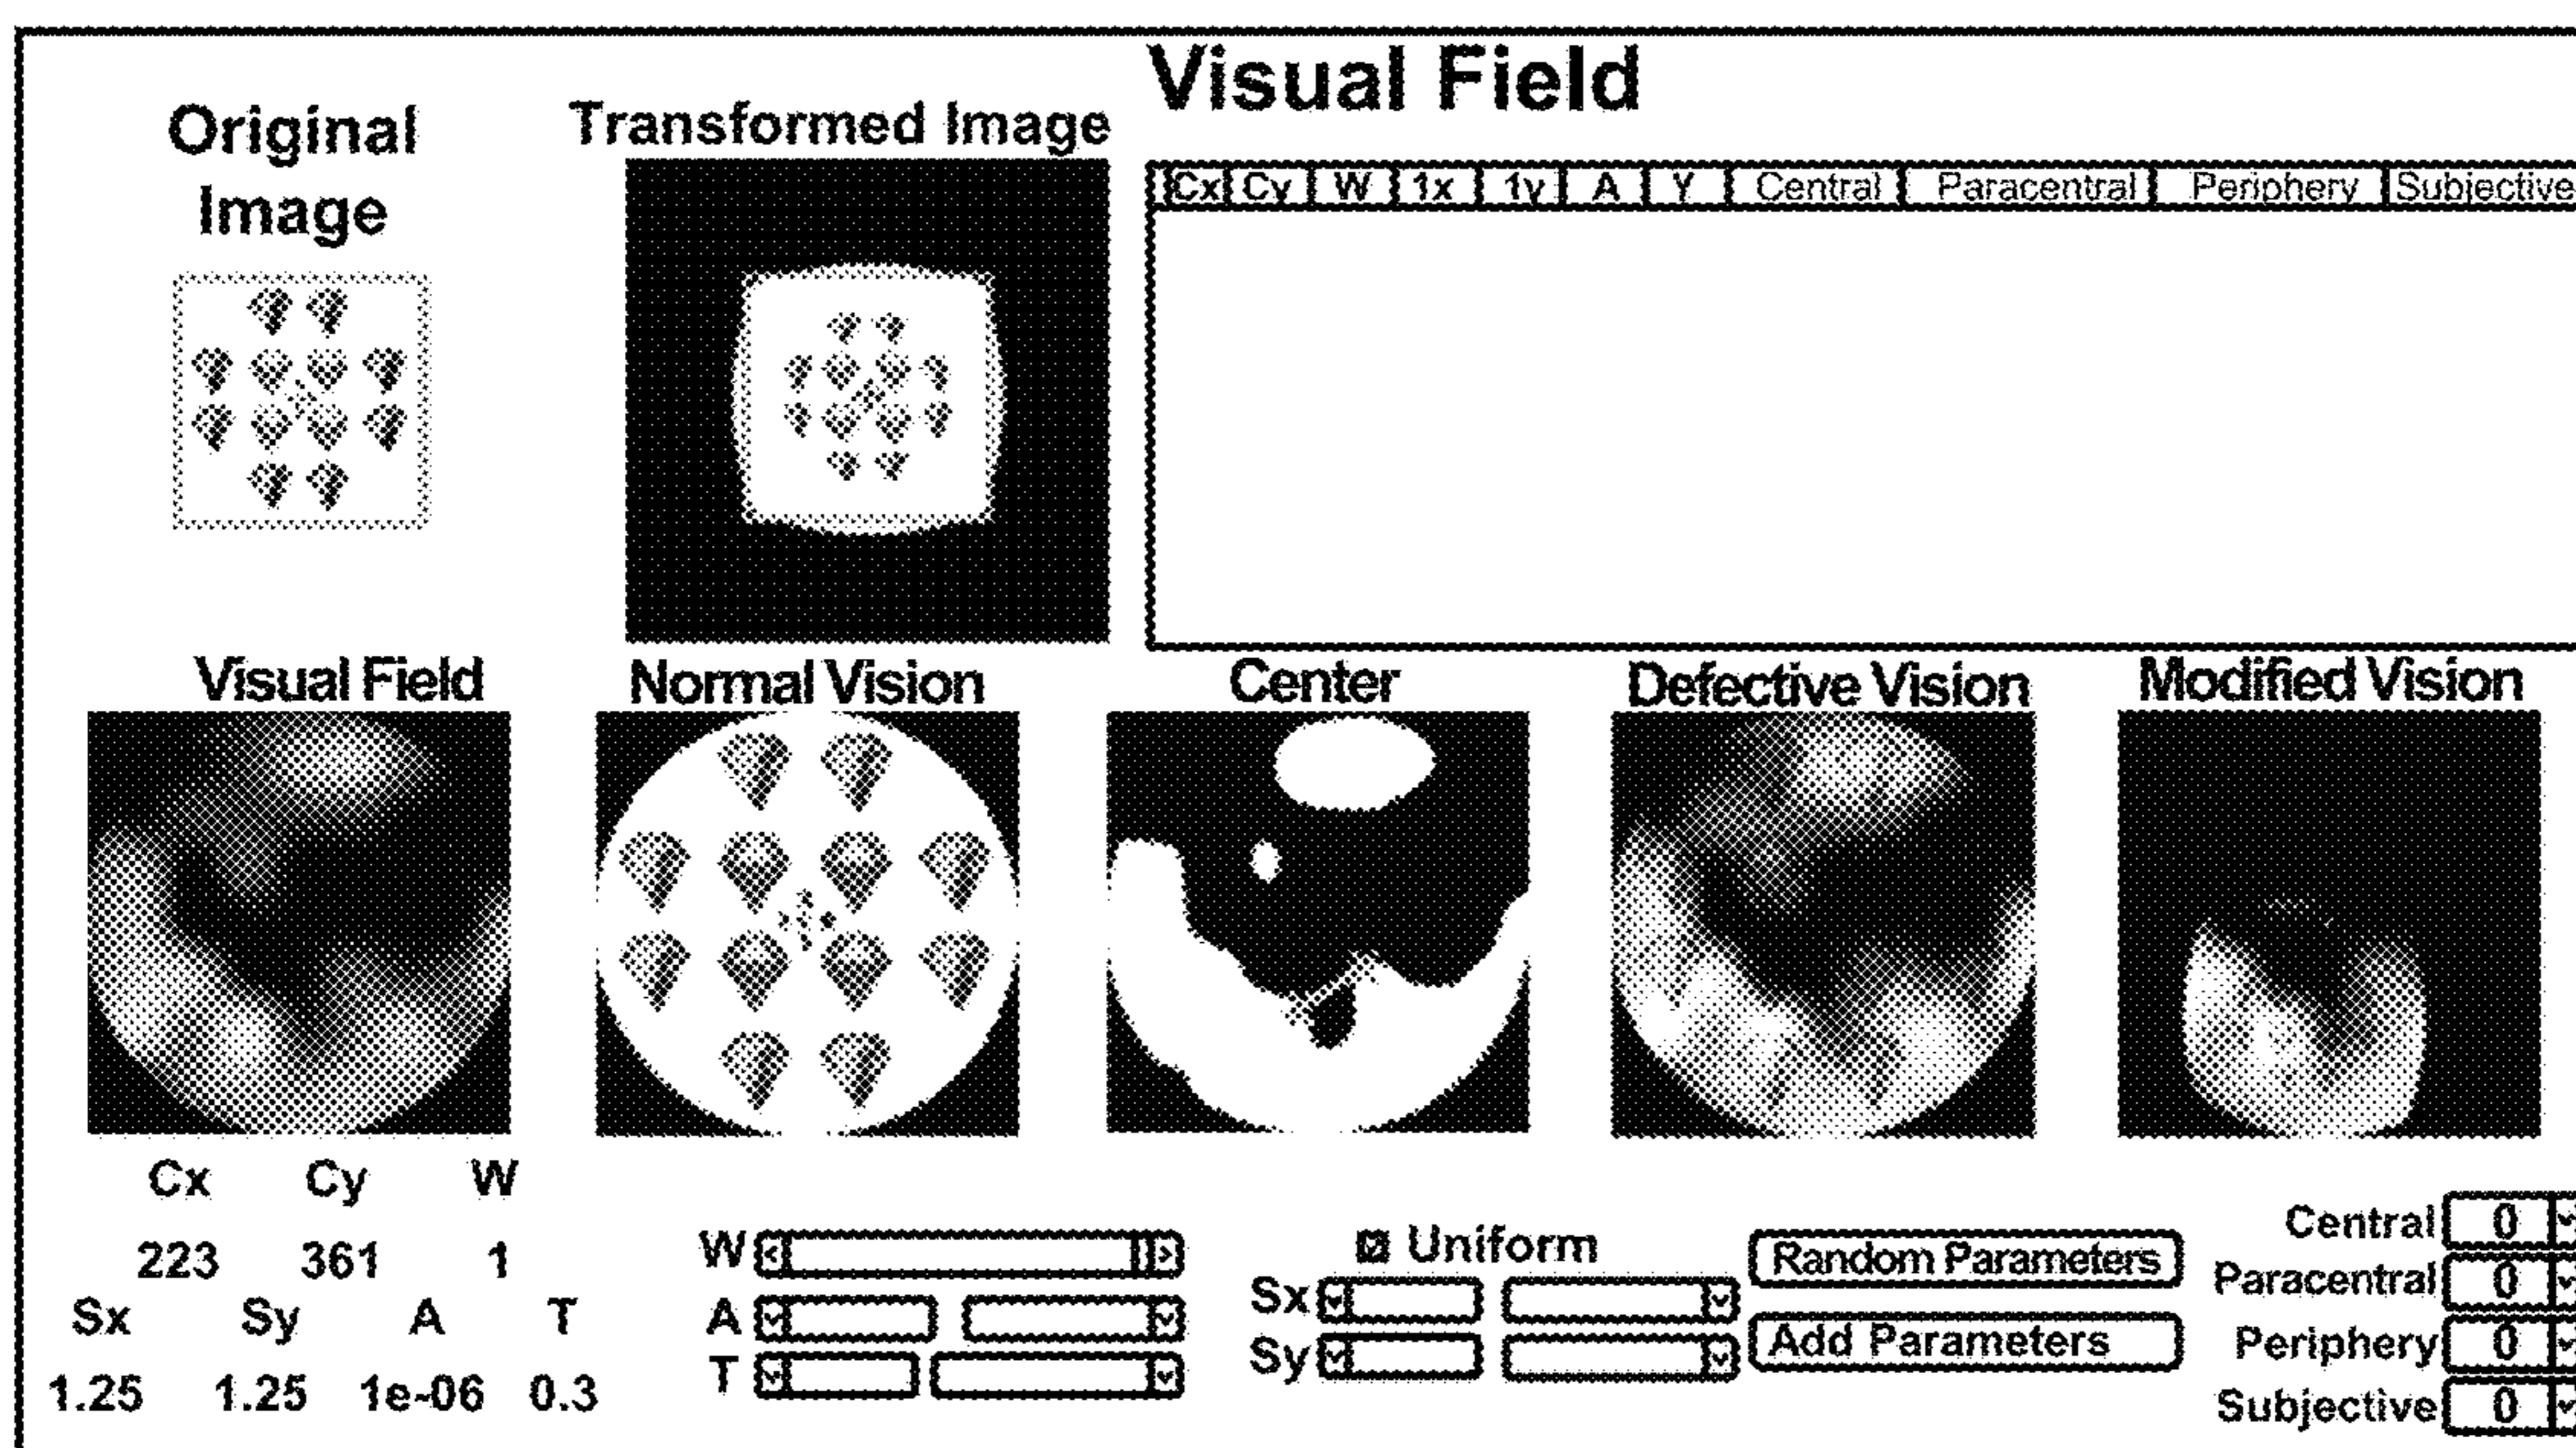 Visual Field
Original Image
Transformed Image
Cx Cy W 1x 1y A Y Central Paracentral Periphery Subjective
Visual Field Normal Vision Center Defective Vision Modified Vision
Cx Cy W
223 361 1
Sx Sy A T
1.25 1.25 1e-06 0.3
W
A
T
Uniform
Sx
Sy
Random Parameters
Add Parameters
Central 0
Paracentral 0
Periphery 0
Subjective 0